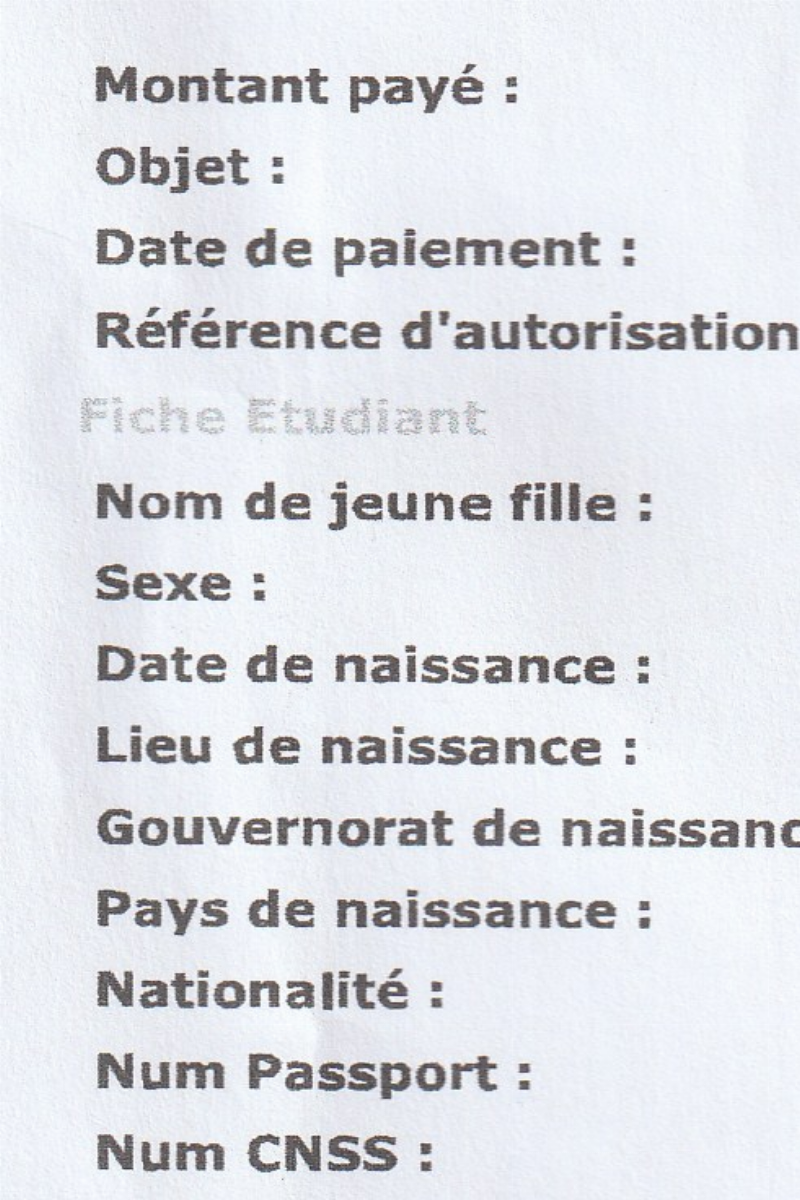 Montant payé :
Objet :
Date de paiement :
Référence d'autorisation
Fiche Etudiant
Nom de jeune fille :
Sexe :
Date de naissance :
Lieu de naissance :
Gouvernorat de naissanc
Pays de naissance :
Nationalité :
Num Passport :
Num CNSS :